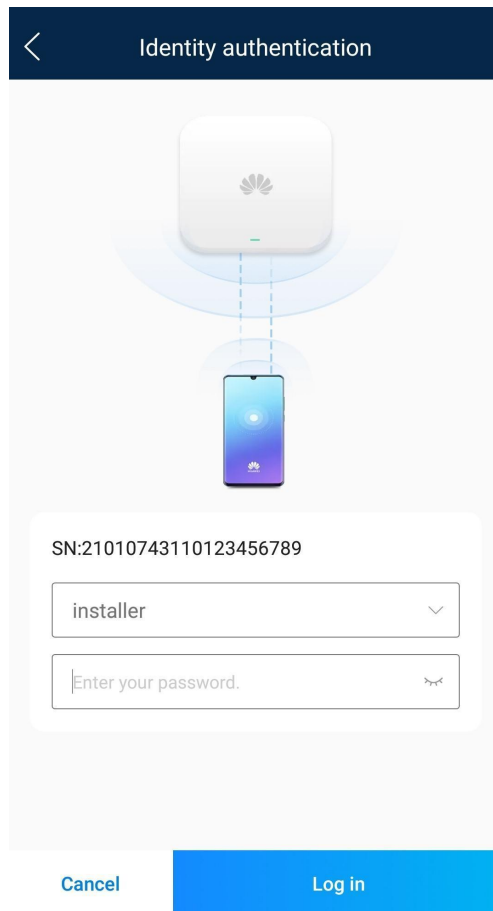 Identity authentication
SN:21010743110123456789
installer
Enter your password.
Cancel
Log in